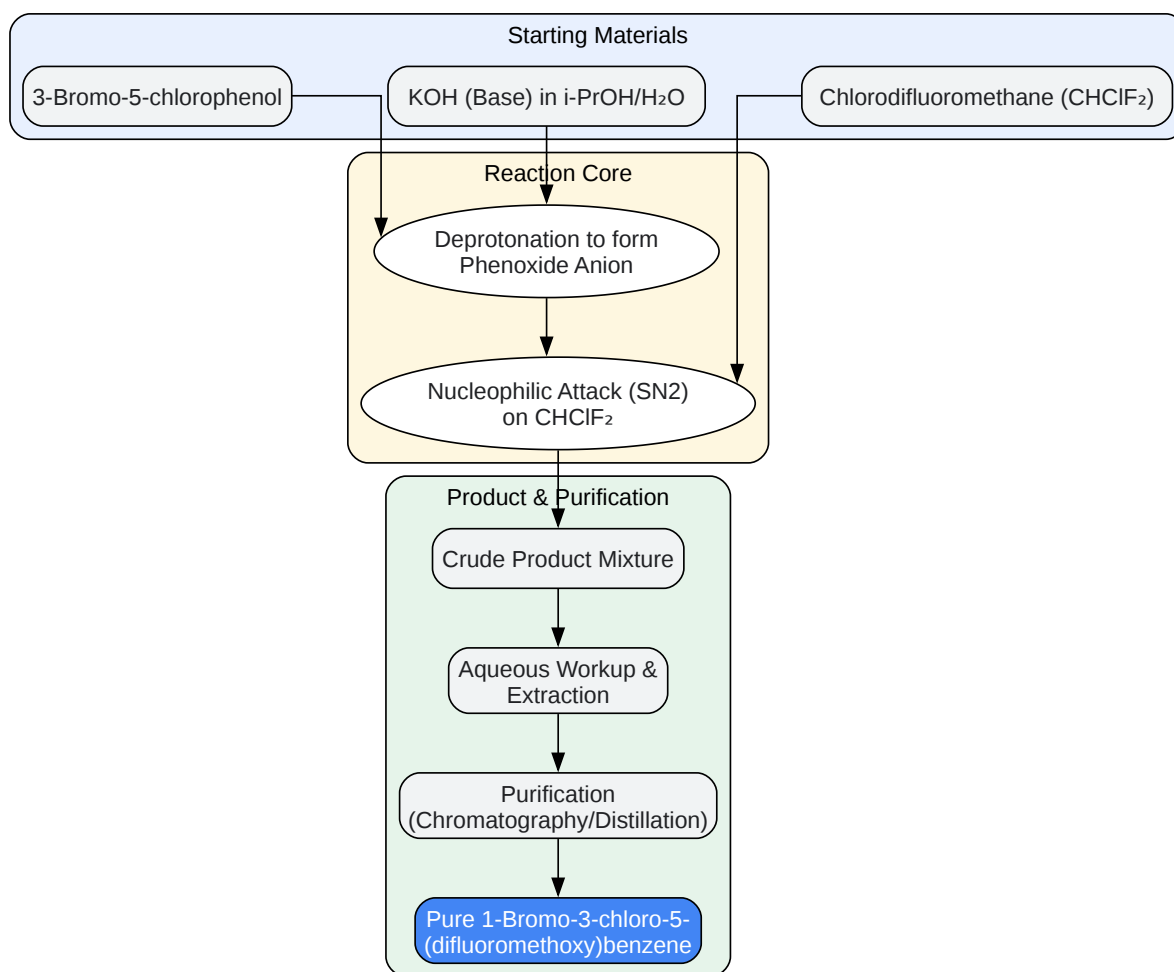 Starting Materials
3-Bromo-5-chlorophenol
KOH (Base) in i-PrOH/H₂O
Chlorodifluoromethane (CHClF₂)
Reaction Core
Deprotonation to form
Phenoxide Anion
Nucleophilic Attack (SN2)
on CHClF₂
Product & Purification
Crude Product Mixture
Aqueous Workup &
Extraction
Purification
(Chromatography/Distillation)
Pure 1-Bromo-3-chloro-5-
(difluoromethoxy)benzene